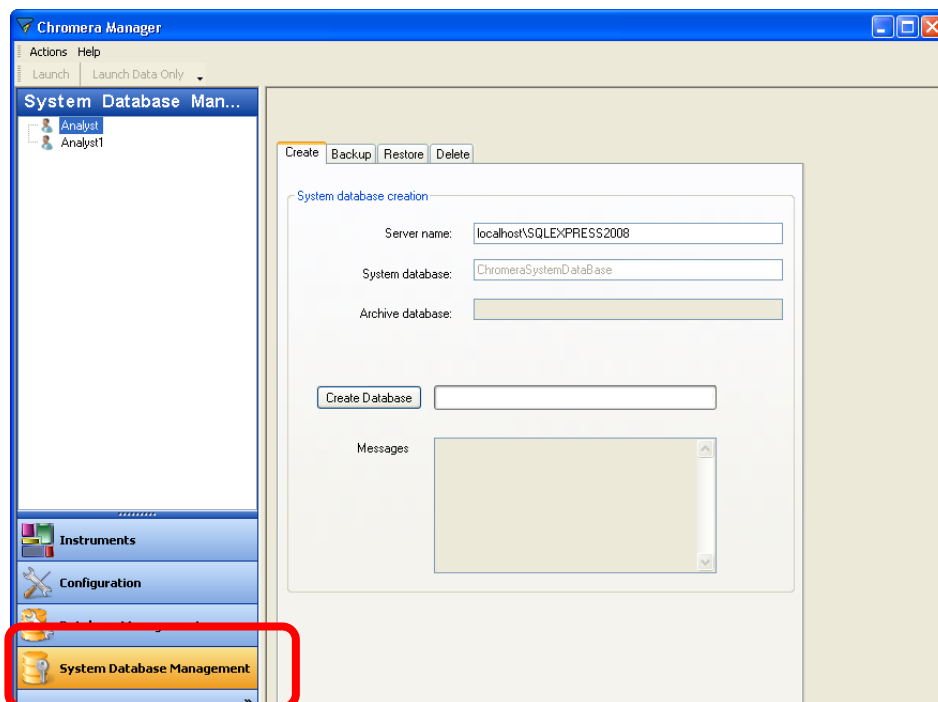 Chromera Manager
Actions Help
Launch Launch Data Only
System Database Man...
Analyst
Analyst1
Create Backup Restore Delete
System database creation
Server name: localhost\SQLEXPRESS2008
System database: ChromeraSystemDataBase
Archive database:
Create Database
Messages
Instruments
Configuration
System Database Management
»